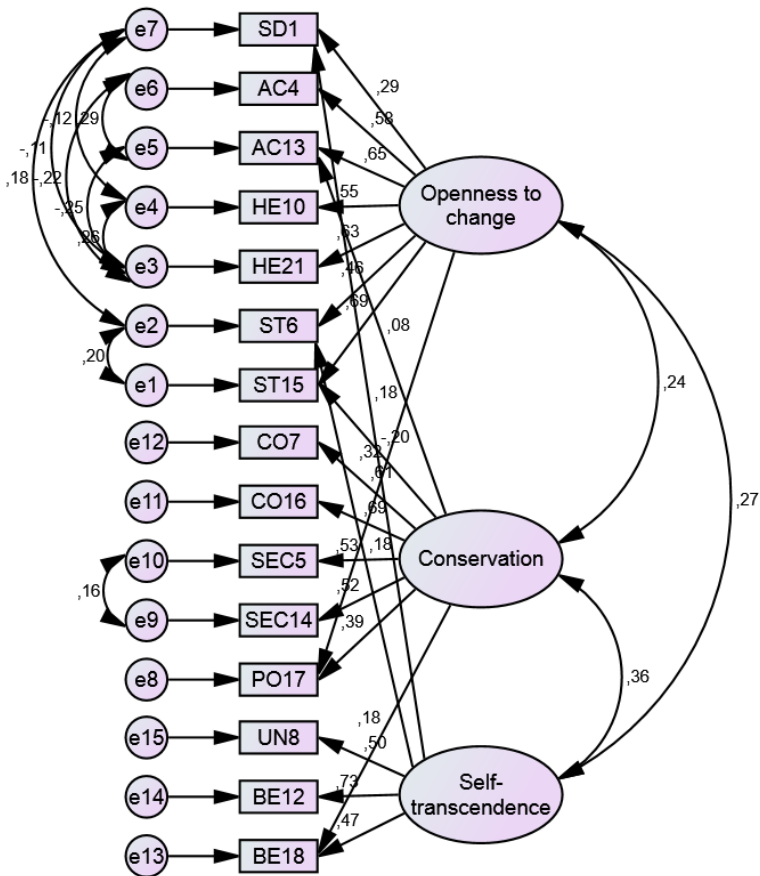 e7
SD1
e6
AC4
,29
,58
-,12
,29
e5
AC13
,65
-,11
,18
-,22
e4
HE10
,55
Openness to
change
-,25
,63
,26
e3
HE21
,46
,69
e2
ST6
,08
,20
e1
ST15
,24
,18
e12
CO7
-,20
,32
,61
e11
CO16
,69
,27
,53
,18
e10
SEC5
Conservation
,16
,52
e9
SEC14
,39
e8
PO17
,36
,18
e15
UN8
,50
,73
e14
BE12
Self-
transcendence
,47
e13
BE18